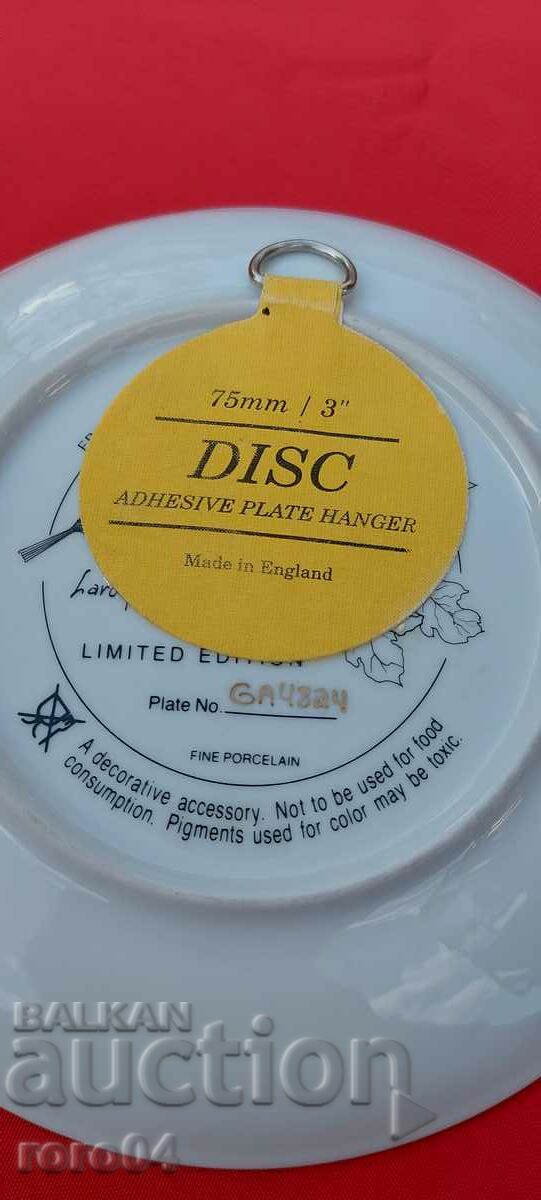 75mm / 3"
DISC
ADHESIVE PLATE HANGER
Made in England
LIMITED EDITION
Plate No. GA4824
FINE PORCELAIN
A decorative accessory. Not to be used for food
consumption. Pigments used for color may be toxic.
BALKAN
auction
roro04